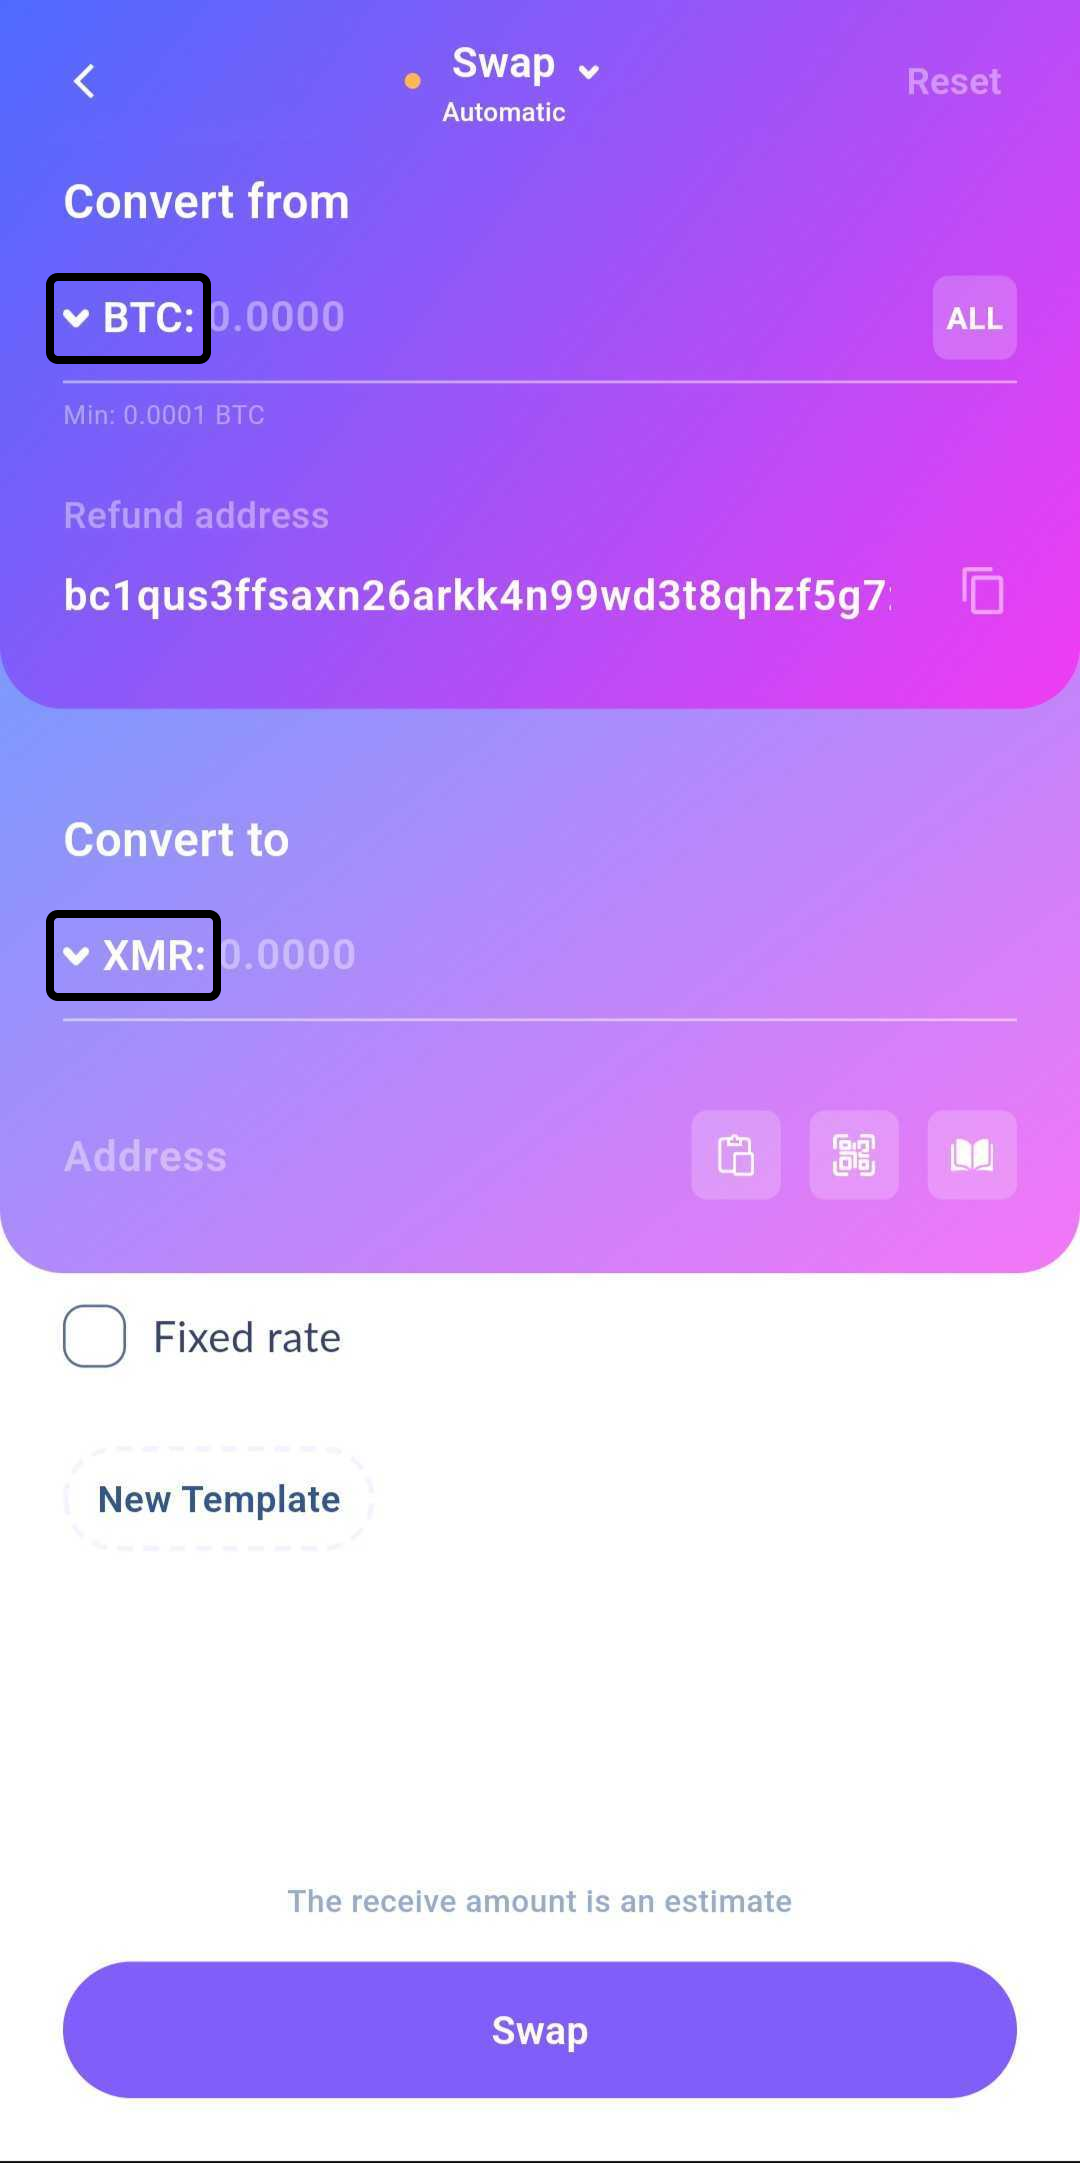 Swap
Automatic
Reset
Convert from
BTC: 0.0000
ALL
Min: 0.0001 BTC
Refund address
bc1qus3ffsaxn26arkk4n99wd3t8qhzf5g7
Convert to
XMR: 0.0000
Address
Fixed rate
New Template
The receive amount is an estimate
Swap